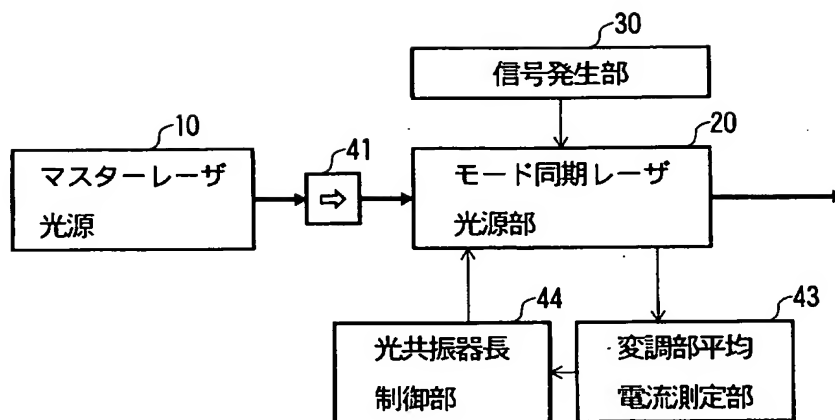 30
信号発生部
10
マスターレーザ
光源
41
⇨
20
モード同期レーザ
光源部
44
光共振器長
制御部
43
変調部平均
電流測定部